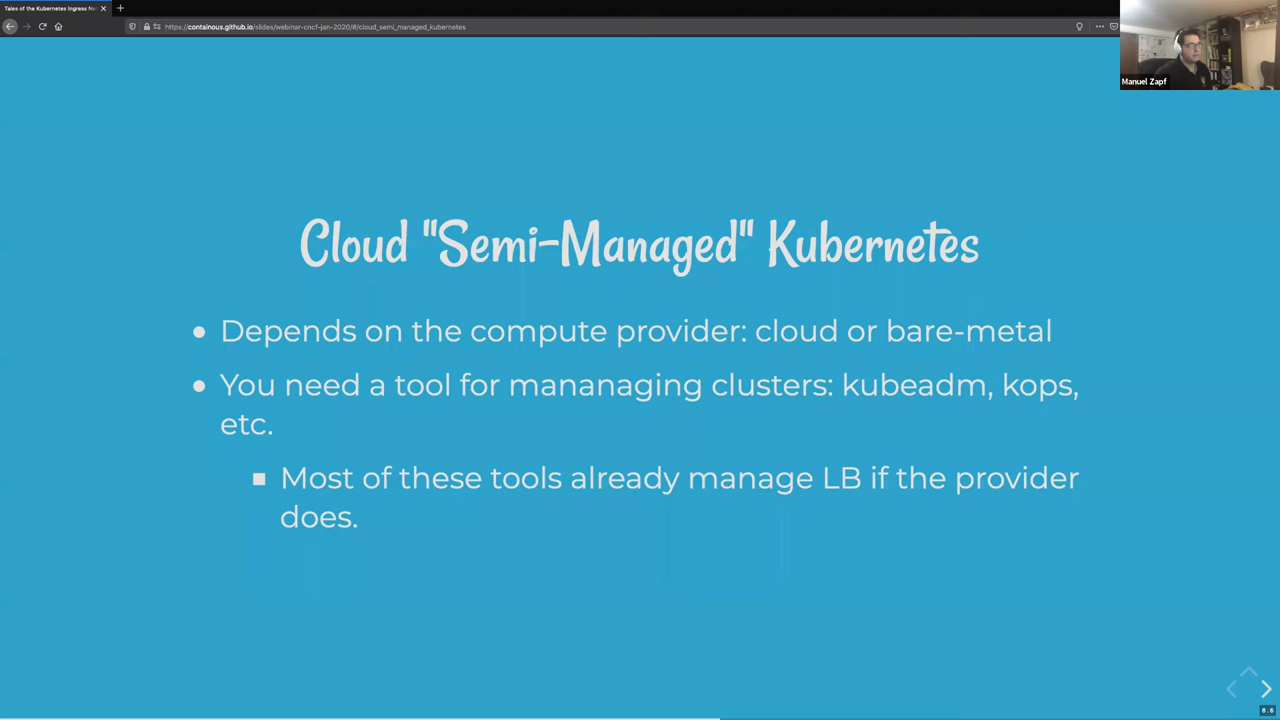 Tales of the Kubernetes Ingress Ne
https://containous.github.io/slides/webinar-cncf-jan-2020/#/cloud_semi_managed_kubernetes
Manuel Zapf
Cloud "Semi-Managed" Kubernetes
Depends on the compute provider: cloud or bare-metal
You need a tool for mananaging clusters: kubeadm, kops,
etc.
Most of these tools already manage LB if the provider
does.
8.6